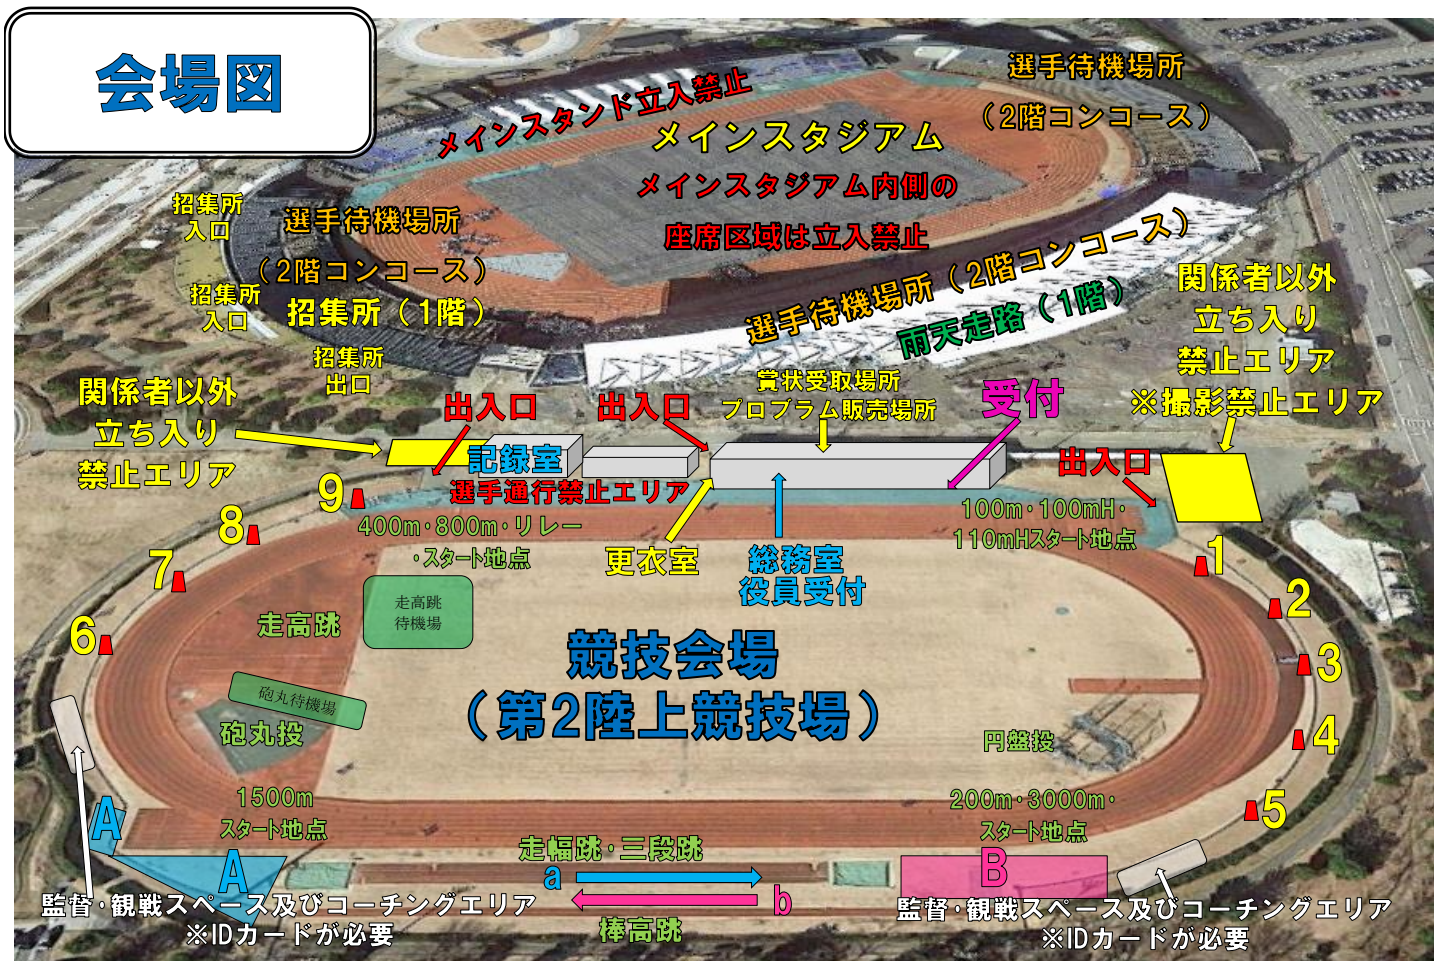 会場図
メインスタンド立入禁止
選手待機場所
（2階コンコース）
メインスタジアム
メインスタジアム内側の
座席区域は立入禁止
招集所
入口
選手待機場所
（2階コンコース）
招集所
入口
招集所（1階）
招集所
出口
選手待機場所（2階コンコース）
雨天走路（1階）
関係者以外
立ち入り
禁止エリア
※撮影禁止エリア
関係者以外
立ち入り
禁止エリア
出入口
出入口
賞状受取場所
プロブラム販売場所
受付
出入口
記録室
選手通行禁止エリア
9
8
7
6
400m・800m・リレー
・スタート地点
更衣室
総務室
役員受付
100m・100mH・
110mHスタート地点
1
2
3
4
5
走高跳
走高跳
待機場
競技会場
（第2陸上競技場）
砲丸待機場
砲丸投
円盤投
1500m
スタート地点
200m・3000m・
スタート地点
A
A
走幅跳・三段跳
a
b
棒高跳
B
監督・観戦スペース及びコーチングエリア
※IDカードが必要
監督・観戦スペース及びコーチングエリア
※IDカードが必要